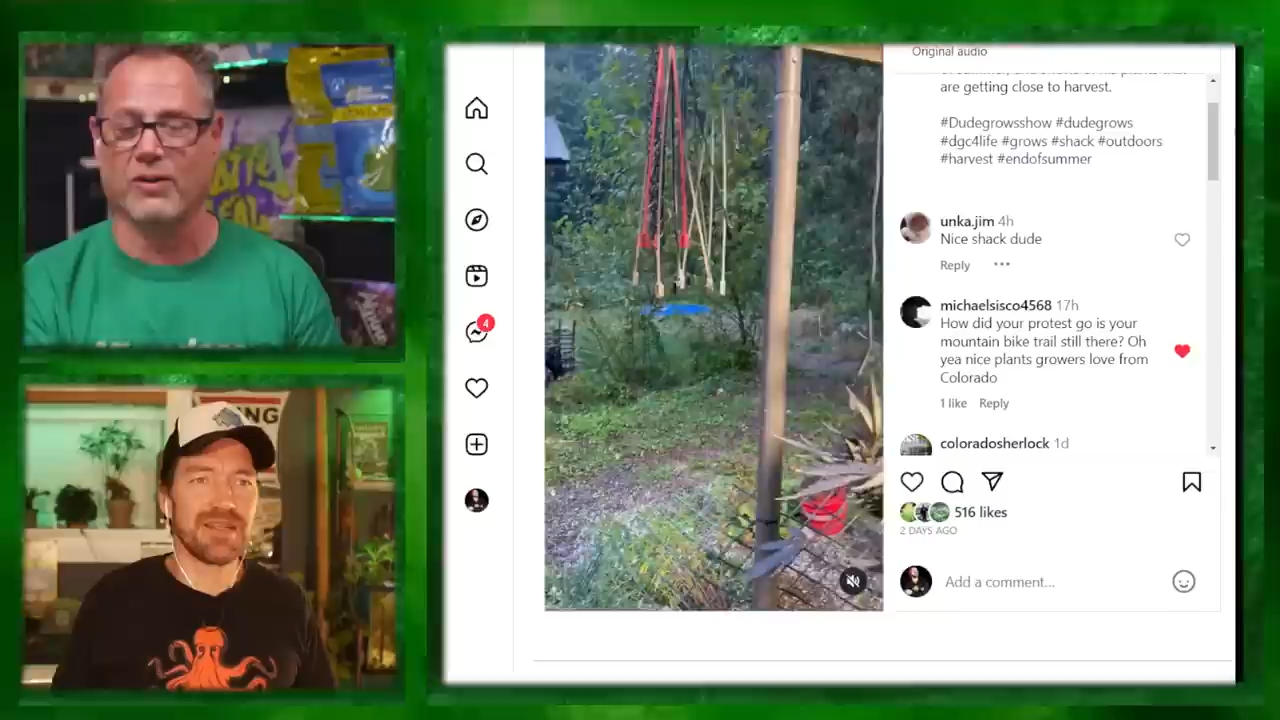 Original audio
are getting close to harvest.
#Dudegrowsshow #dudegrows
#dgc4life #grows #shack #outdoors
#harvest #endofsummer
unka.jim 4h
Nice shack dude
Reply
michaelsisco4568 17h
How did your protest go is your
mountain bike trail still there? Oh
yea nice plants growers love from
Colorado
1 like Reply
coloradosherlock 1d
4
516 likes
2 DAYS AGO
Add a comment...